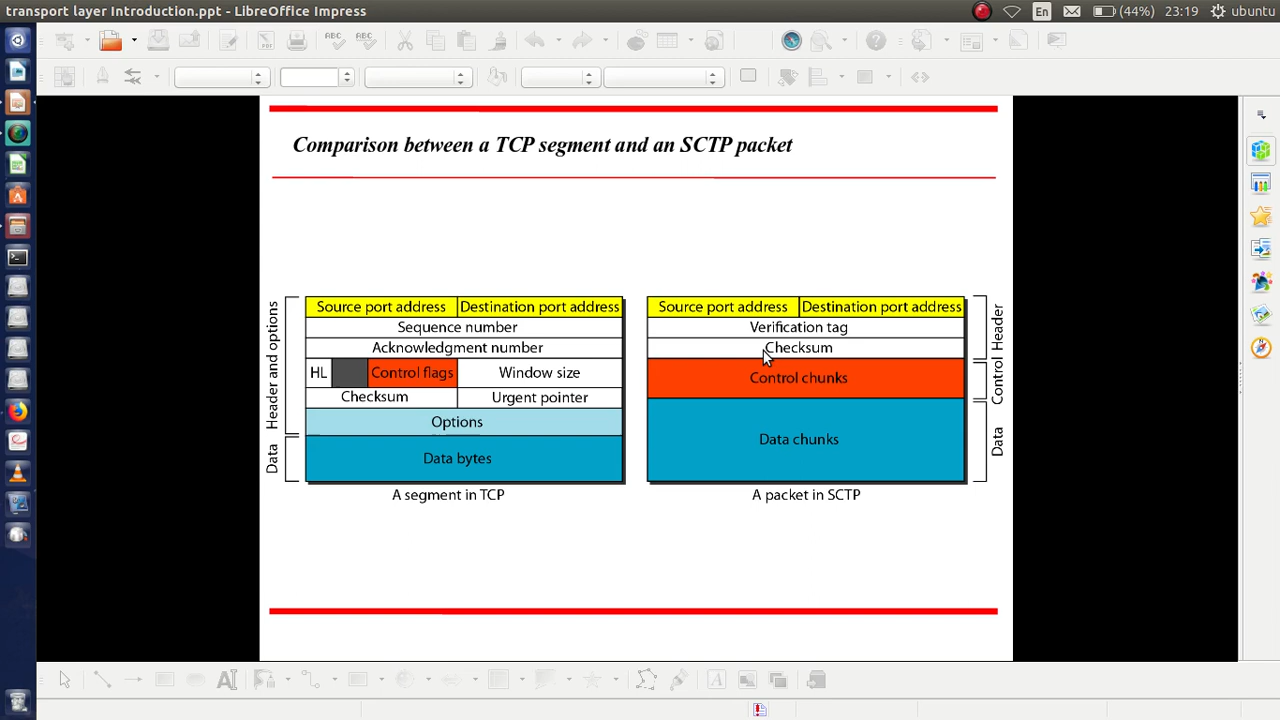 transport layer Introduction.ppt - LibreOffice Impress
En
(44%)
23:19
ubuntu
ABC
ABC
Comparison between a TCP segment and an SCTP packet
Header and options
Data
Source port address
Destination port address
Sequence number
Acknowledgment number
HL
Control flags
Window size
Checksum
Urgent pointer
Options
Data bytes
A segment in TCP
Source port address
Destination port address
Verification tag
Checksum
Control chunks
Data chunks
Header
Control
Data
A packet in SCTP